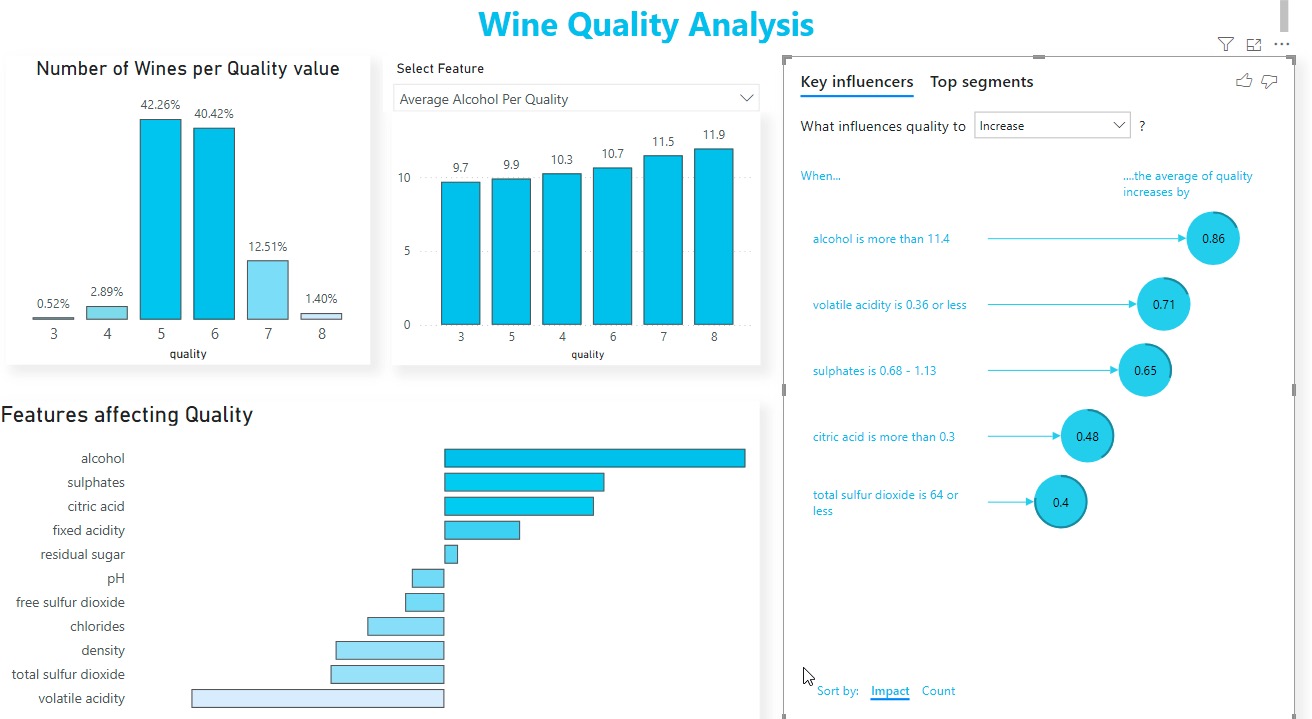 Wine Quality Analysis
Number of Wines per Quality value
42.26%
40.42%
12.51%
2.89%
1.40%
0.52%
3
4
5
6
7
8
quality
Select Feature
Average Alcohol Per Quality
11.9
11.5
10.7
10.3
9.9
9.7
10
5
0
3
5
4
6
7
8
quality
Features affecting Quality
alcohol
sulphates
citric acid
fixed acidity
residual sugar
pH
free sulfur dioxide
chlorides
density
total sulfur dioxide
volatile acidity
Key influencers
Top segments
What influences quality to
Increase
?
When...
....the average of quality
increases by
alcohol is more than 11.4
0.86
volatile acidity is 0.36 or less
0.71
sulphates is 0.68 - 1.13
0.65
citric acid is more than 0.3
0.48
total sulfur dioxide is 64 or
less
0.4
Sort by:
Impact
Count